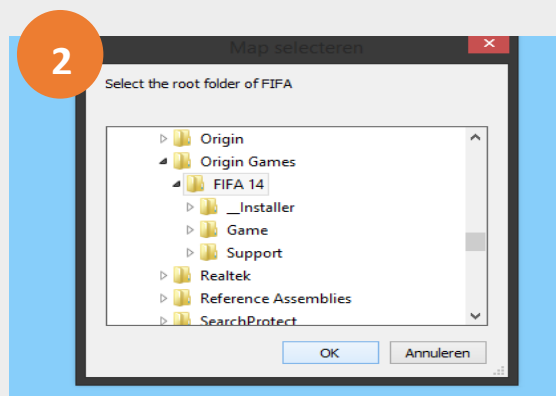 2
Map selecteren
Select the root folder of FIFA
Origin
Origin Games
FIFA 14
__Installer
Game
Support
Realtek
Reference Assemblies
SearchProtect
OK
Annuleren